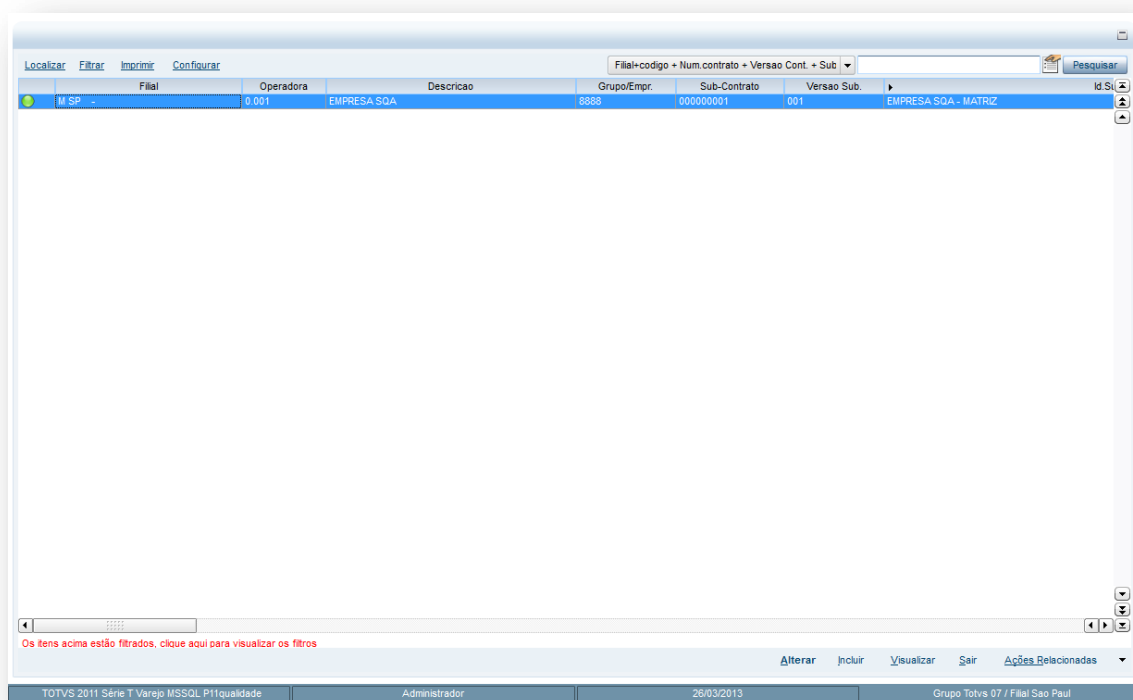 Localizar Filtrar Imprimir Configurar Filial+codigo + Num.contrato + Versao Cont. + Sub Pesquisar
Filial Operadora Descricao Grupo/Empr. Sub-Contrato Versao Sub. Id.Su
M SP - 0.001 EMPRESA SQA 8888 000000001 001 EMPRESA SQA - MATRIZ
Os itens acima estão filtrados, clique aqui para visualizar os filtros
Alterar Incluir Visualizar Sair Ações Relacionadas
TOTVS 2011 Série T Varejo MSSQL P11qualidade Administrador 26/03/2013 Grupo Totvs 07 / Filial Sao Paul